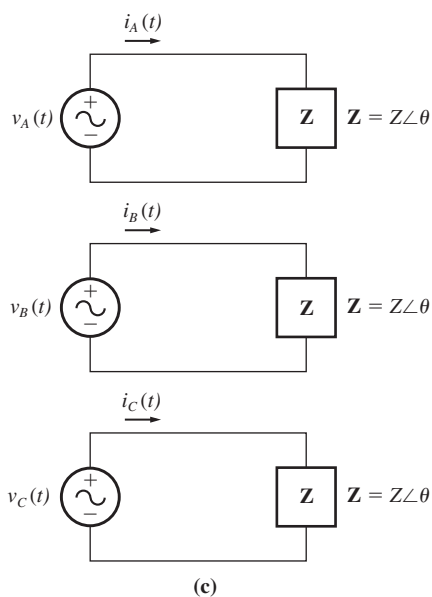 i_A(t)
+
v_A(t)
−
Z
Z = Z∠θ
i_B(t)
+
v_B(t)
−
Z
Z = Z∠θ
i_C(t)
+
v_C(t)
−
Z
Z = Z∠θ
(c)